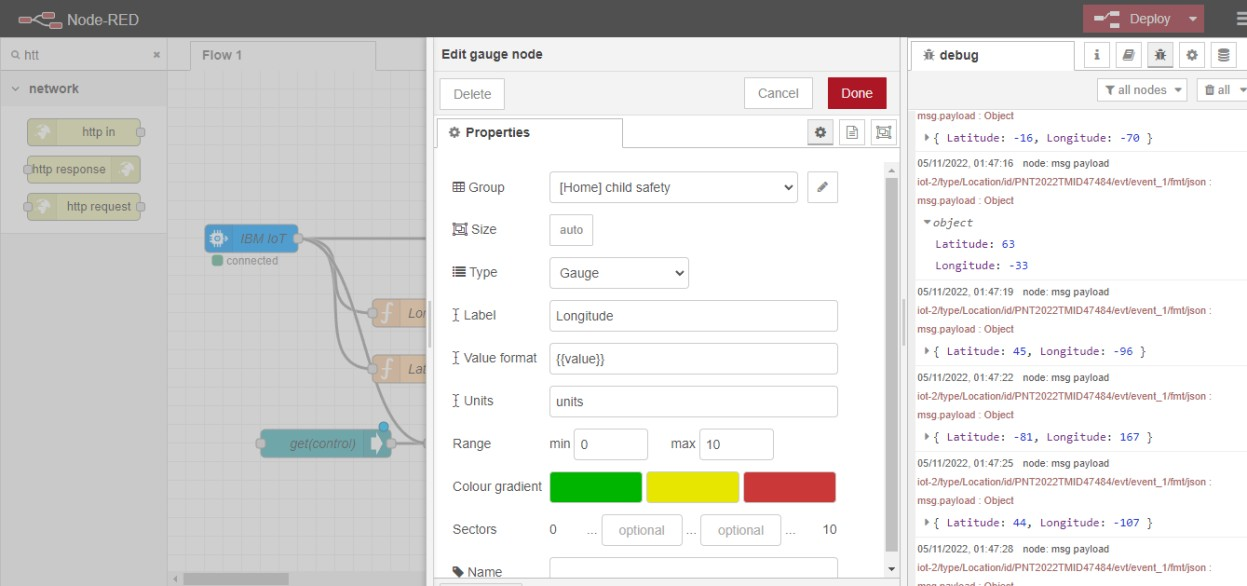 Node-RED
Deploy
htt
network
http in
http response
http request
Flow 1
IBM IoT
connected
Lon
Lat
get(control)
Edit gauge node
Delete
Cancel
Done
Properties
Group
[Home] child safety
Size
auto
Type
Gauge
Label
Longitude
Value format
{{value}}
Units
units
Range
min 0 max 10
Colour gradient
Sectors
0 ... optional ... optional ... 10
Name
debug
all nodes
all
msg.payload : Object
{ Latitude: -16, Longitude: -70 }
05/11/2022, 01:47:16 node: msg payload
iot-2/type/Location/id/PNT2022TMID47484/evt/event_1/fmt/json :
msg.payload : Object
object
Latitude: 63
Longitude: -33
05/11/2022, 01:47:19 node: msg payload
iot-2/type/Location/id/PNT2022TMID47484/evt/event_1/fmt/json :
msg.payload : Object
{ Latitude: 45, Longitude: -96 }
05/11/2022, 01:47:22 node: msg payload
iot-2/type/Location/id/PNT2022TMID47484/evt/event_1/fmt/json :
msg.payload : Object
{ Latitude: -81, Longitude: 167 }
05/11/2022, 01:47:25 node: msg payload
iot-2/type/Location/id/PNT2022TMID47484/evt/event_1/fmt/json :
msg.payload : Object
{ Latitude: 44, Longitude: -107 }
05/11/2022, 01:47:28 node: msg payload
iot-2/type/Location/id/PNT2022TMID47484/evt/event_1/fmt/json :
msg.payload : Object